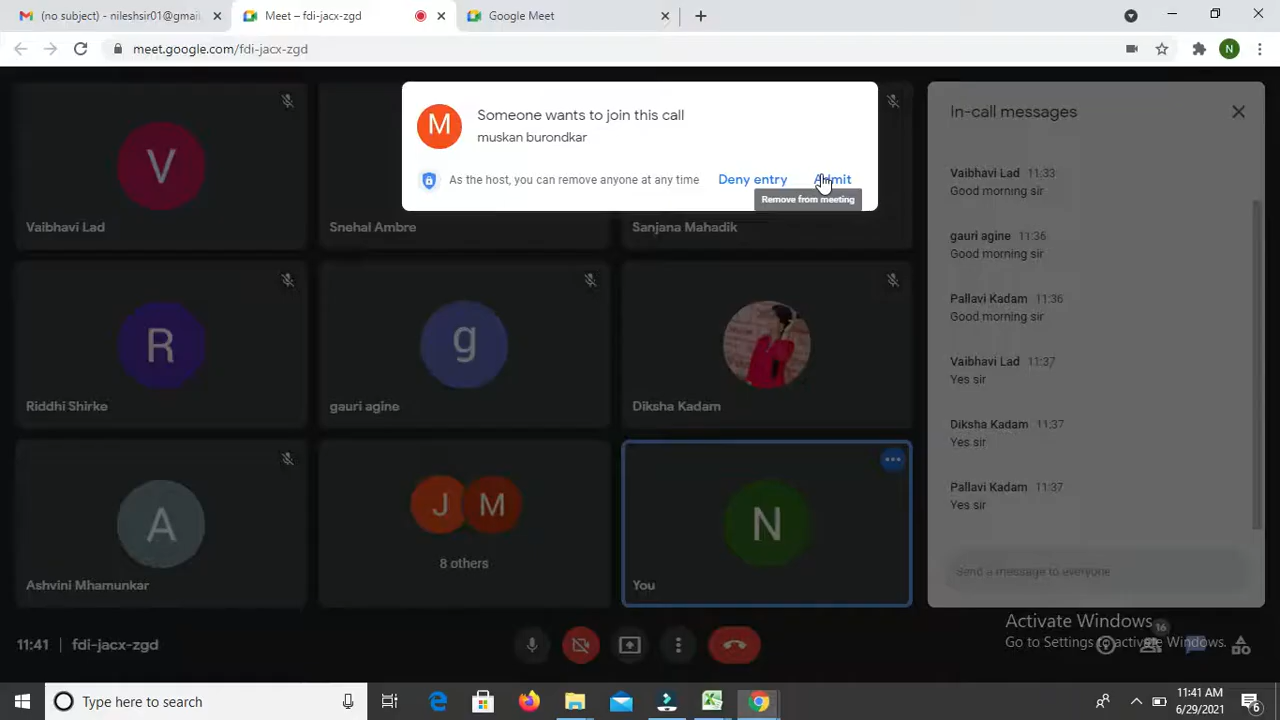 (no subject) - nileshsir01@gmai
Meet – fdi-jacx-zgd
Google Meet
meet.google.com/fdi-jacx-zgd
N
M
Someone wants to join this call
muskan burondkar
As the host, you can remove anyone at any time
Deny entry
Admit
Remove from meeting
V
Vaibhavi Lad
Snehal Ambre
Sanjana Mahadik
R
Riddhi Shirke
g
gauri agine
Diksha Kadam
A
Ashvini Mhamunkar
J
M
8 others
N
You
In-call messages
Vaibhavi Lad 11:33
Good morning sir
gauri agine 11:36
Good morning sir
Pallavi Kadam 11:36
Good morning sir
Vaibhavi Lad 11:37
Yes sir
Diksha Kadam 11:37
Yes sir
Pallavi Kadam 11:37
Yes sir
Send a message to everyone
Activate Windows
Go to Settings to activate Windows.
16
11:41 | fdi-jacx-zgd
Type here to search
11:41 AM
6/29/2021
6